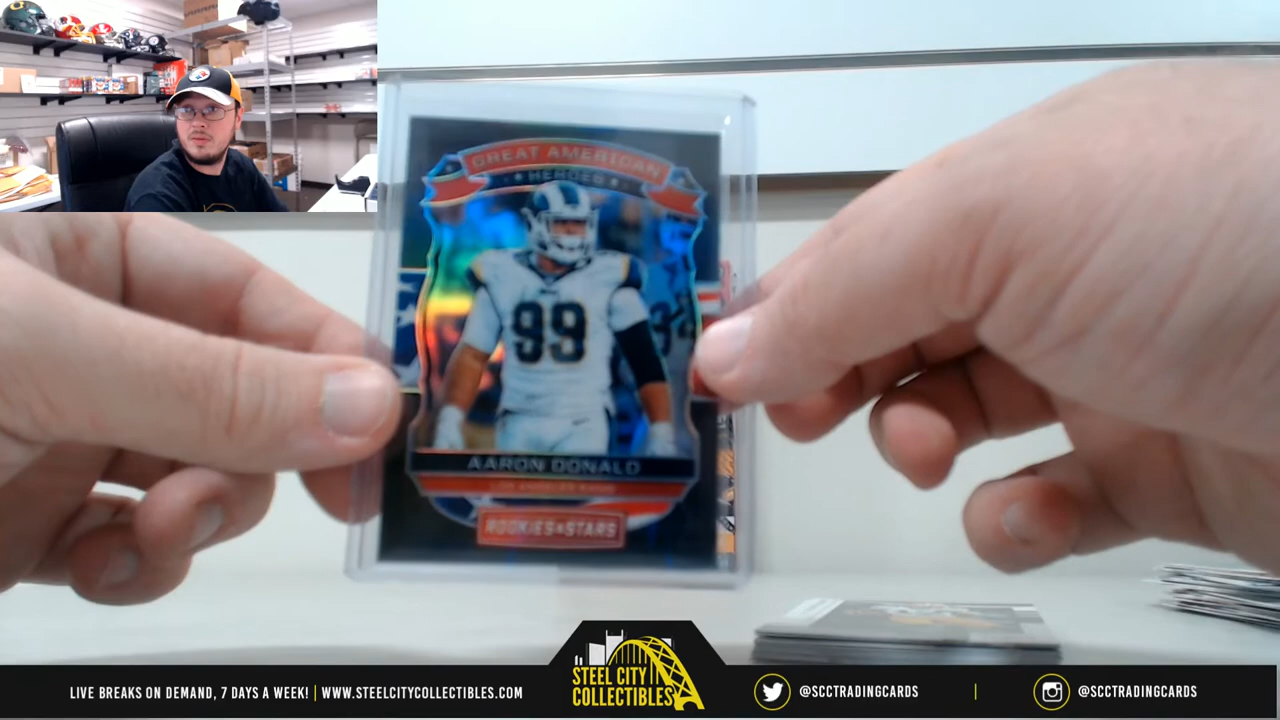 GREAT AMERICAN
HEROES
99
94
AARON DONALD
LOS ANGELES RAMS
ROOKIES & STARS
LIVE BREAKS ON DEMAND, 7 DAYS A WEEK! | WWW.STEELCITYCOLLECTIBLES.COM
STEEL CITY
COLLECTIBLES
@SCCTRADINGCARDS
@SCCTRADINGCARDS